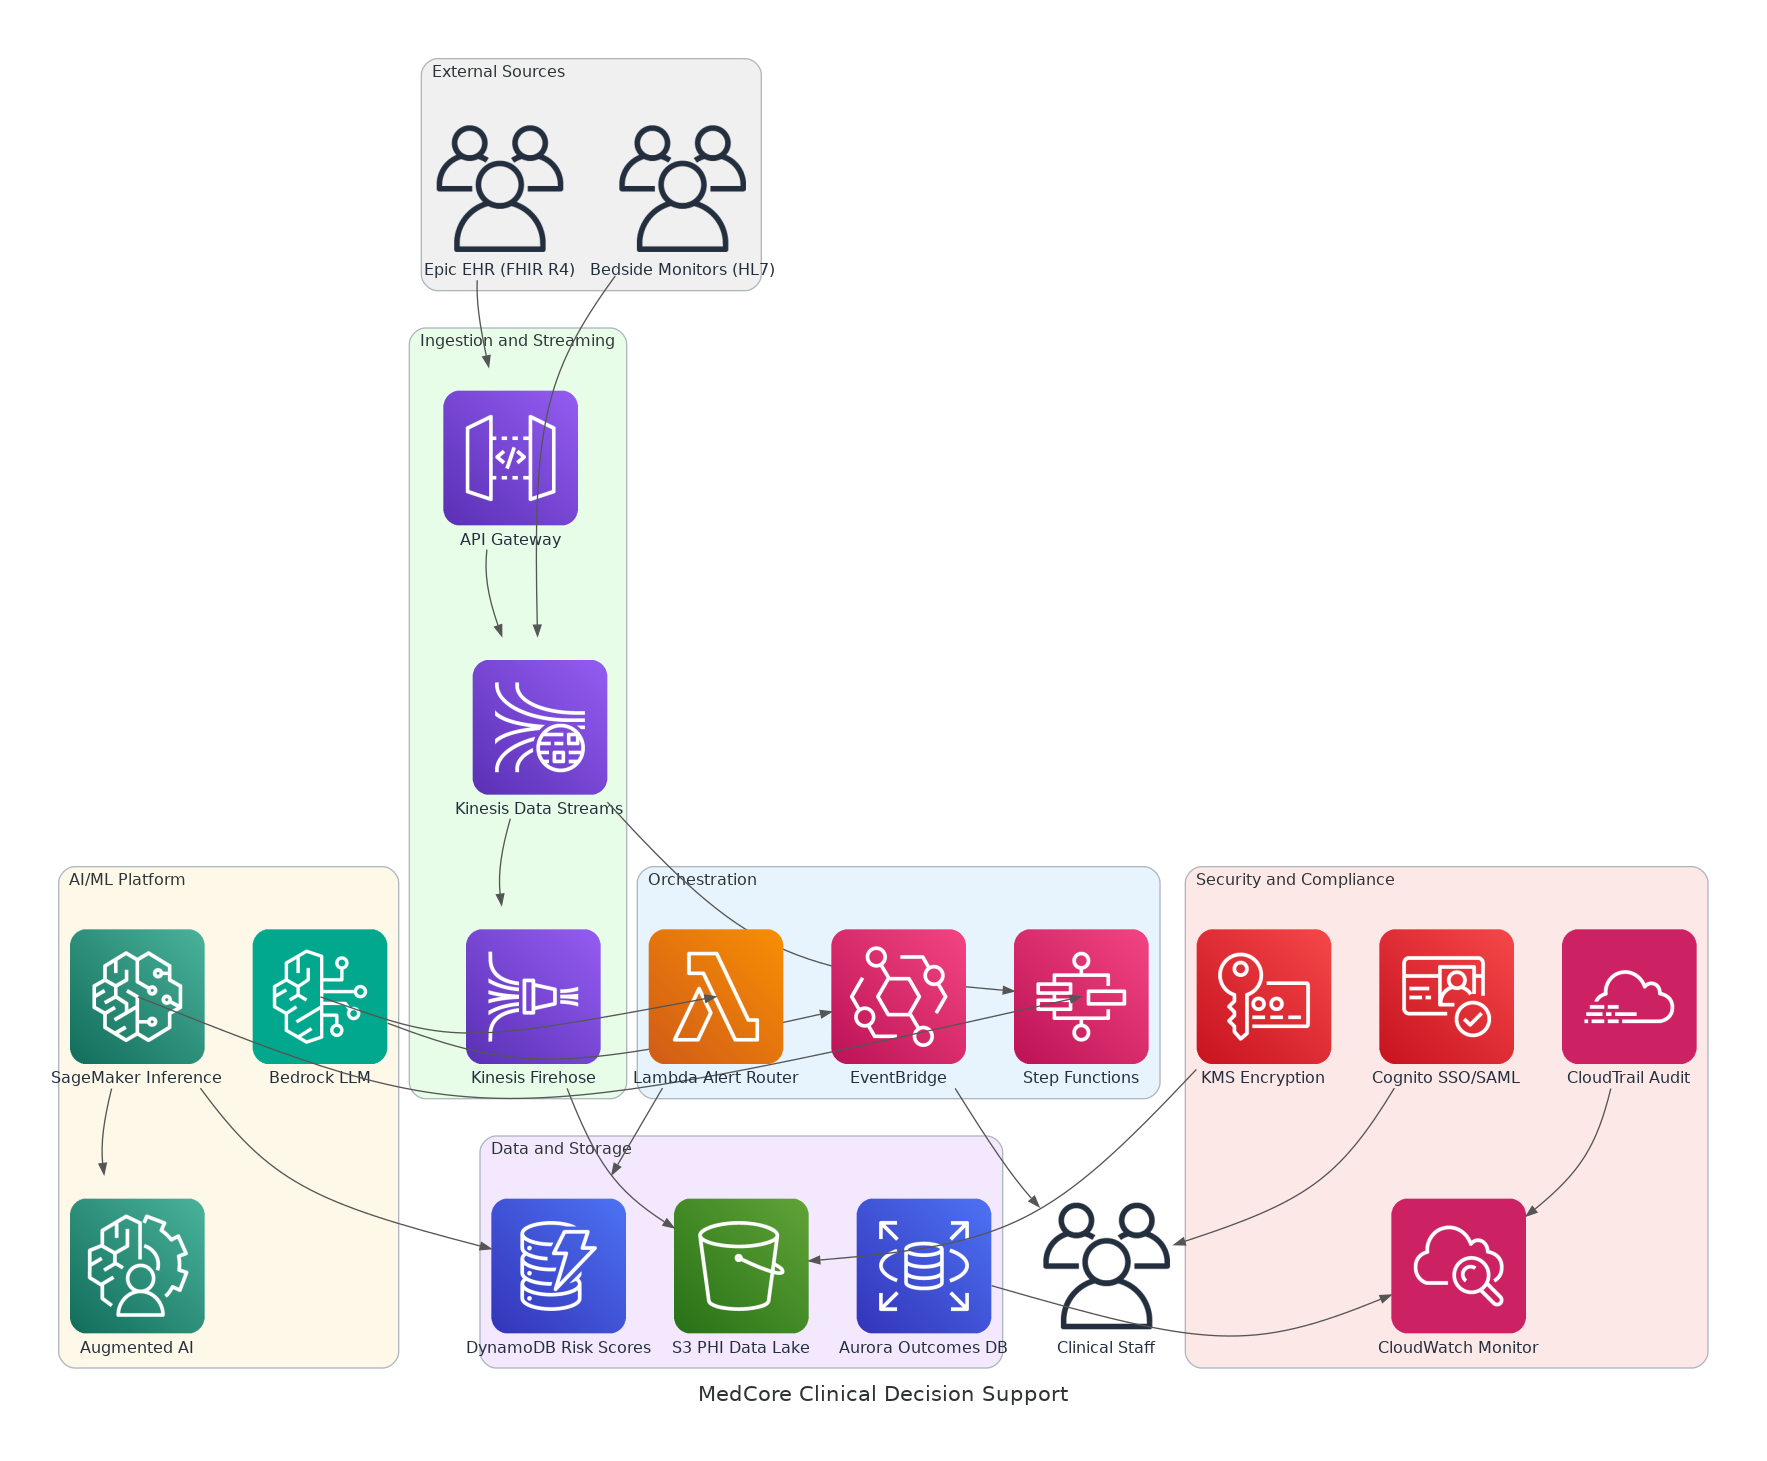 External Sources
Epic EHR (FHIR R4)
Bedside Monitors (HL7)
Ingestion and Streaming
API Gateway
Kinesis Data Streams
AI/ML Platform
Orchestration
Security and Compliance
SageMaker Inference
Bedrock LLM
Kinesis Firehose
Lambda Alert Router
EventBridge
Step Functions
KMS Encryption
Cognito SSO/SAML
CloudTrail Audit
Data and Storage
Augmented AI
DynamoDB Risk Scores
S3 PHI Data Lake
Aurora Outcomes DB
Clinical Staff
CloudWatch Monitor
MedCore Clinical Decision Support